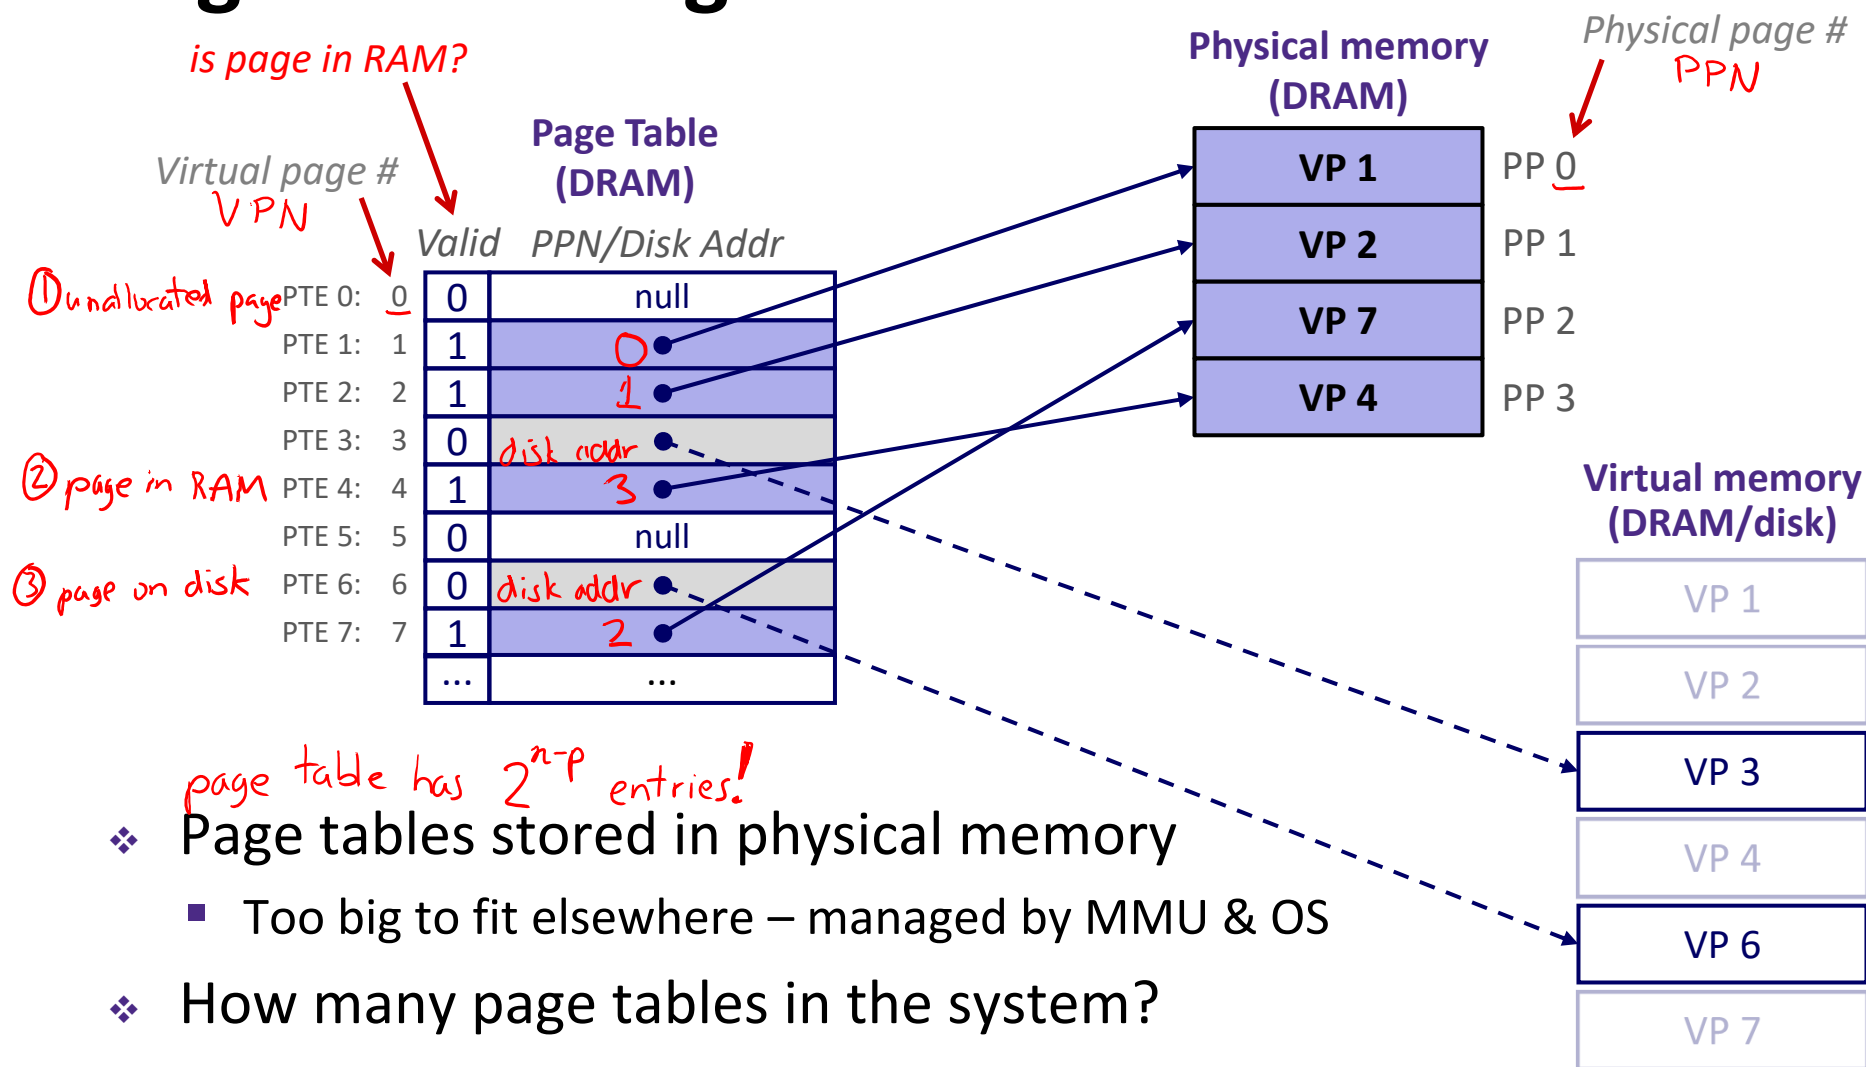 is page in RAM?
Physical memory
(DRAM)
Physical page #
PPN
Page Table
(DRAM)
Virtual page #
VPN
Valid PPN/Disk Addr
VP 1 PP 0
VP 2 PP 1
VP 7 PP 2
VP 4 PP 3
① unallocated page PTE 0: 0 0 null
PTE 1: 1 1 0
PTE 2: 2 1 1
PTE 3: 3 0 disk addr
② page in RAM PTE 4: 4 1 3
PTE 5: 5 0 null
③ page on disk PTE 6: 6 0 disk addr
PTE 7: 7 1 2
... ...
Virtual memory
(DRAM/disk)
VP 1
VP 2
VP 3
VP 4
VP 6
VP 7
page table has 2^n-p entries!
❖ Page tables stored in physical memory
▪ Too big to fit elsewhere – managed by MMU & OS
❖ How many page tables in the system?